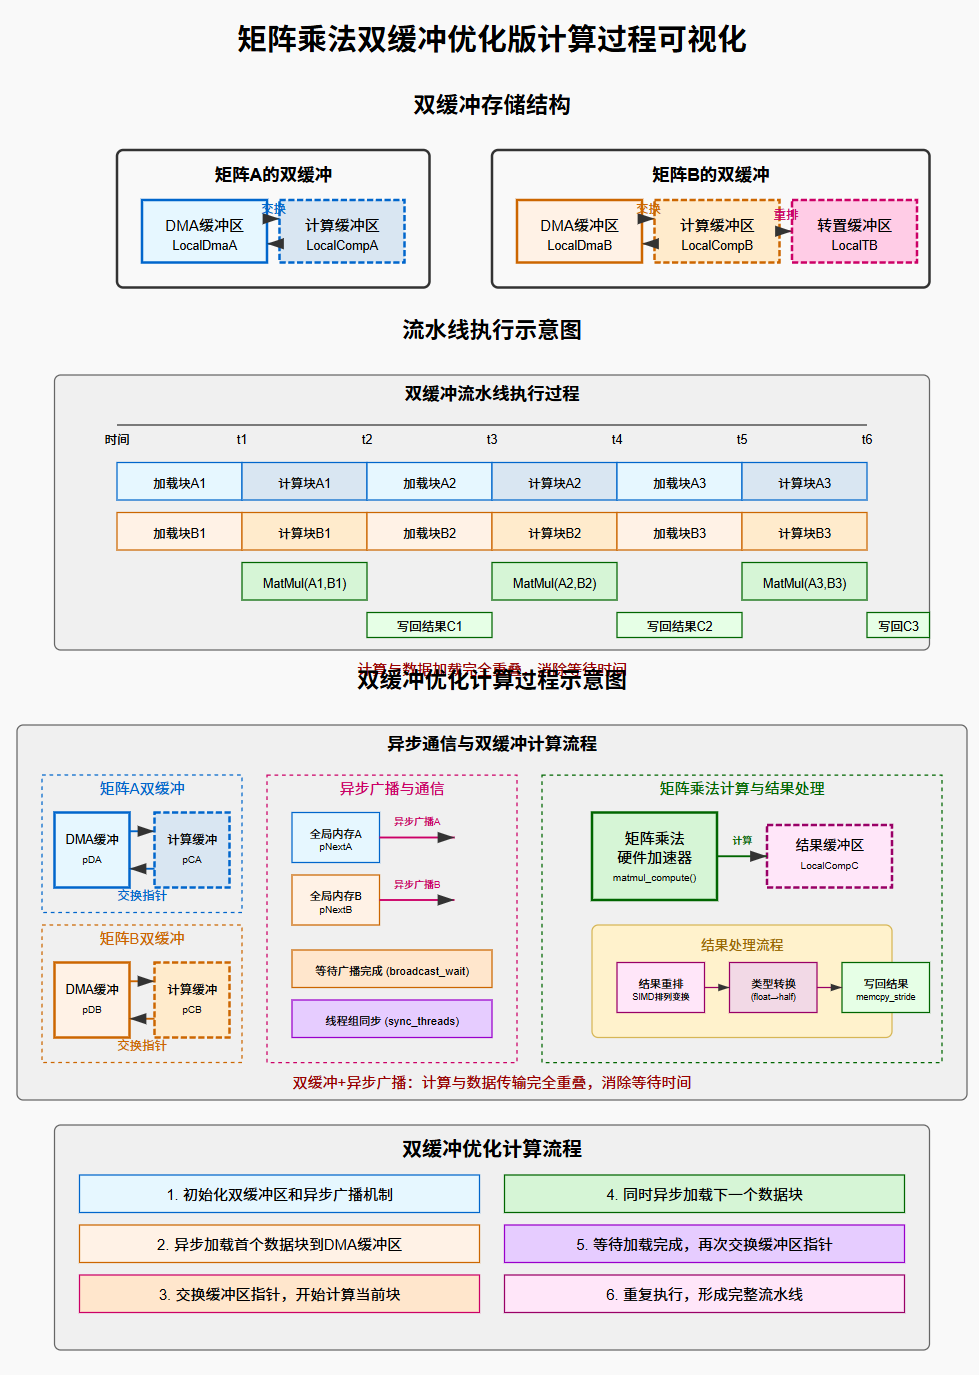 矩阵乘法双缓冲优化版计算过程可视化
双缓冲存储结构
矩阵A的双缓冲
DMA缓冲区
LocalDmaA
交换
计算缓冲区
LocalCompA
矩阵B的双缓冲
DMA缓冲区
LocalDmaB
交换
计算缓冲区
LocalCompB
重排
转置缓冲区
LocalTB
流水线执行示意图
双缓冲流水线执行过程
时间 t1 t2 t3 t4 t5 t6
加载块A1 计算块A1 加载块A2 计算块A2 加载块A3 计算块A3
加载块B1 计算块B1 加载块B2 计算块B2 加载块B3 计算块B3
MatMul(A1,B1) MatMul(A2,B2) MatMul(A3,B3)
写回结果C1 写回结果C2 写回C3
计算与数据加载完全重叠，消除等待时间
双缓冲优化计算过程示意图
异步通信与双缓冲计算流程
矩阵A双缓冲
DMA缓冲
pDA
计算缓冲
pCA
交换指针
矩阵B双缓冲
DMA缓冲
pDB
计算缓冲
pCB
交换指针
异步广播与通信
全局内存A
pNextA
异步广播A
全局内存B
pNextB
异步广播B
等待广播完成 (broadcast_wait)
线程组同步 (sync_threads)
矩阵乘法计算与结果处理
矩阵乘法
硬件加速器
matmul_compute()
计算
结果缓冲区
LocalCompC
结果处理流程
结果重排
SIMD排列变换
类型转换
(float→half)
写回结果
memcpy_stride
双缓冲+异步广播：计算与数据传输完全重叠，消除等待时间
双缓冲优化计算流程
1. 初始化双缓冲区和异步广播机制
2. 异步加载首个数据块到DMA缓冲区
3. 交换缓冲区指针，开始计算当前块
4. 同时异步加载下一个数据块
5. 等待加载完成，再次交换缓冲区指针
6. 重复执行，形成完整流水线